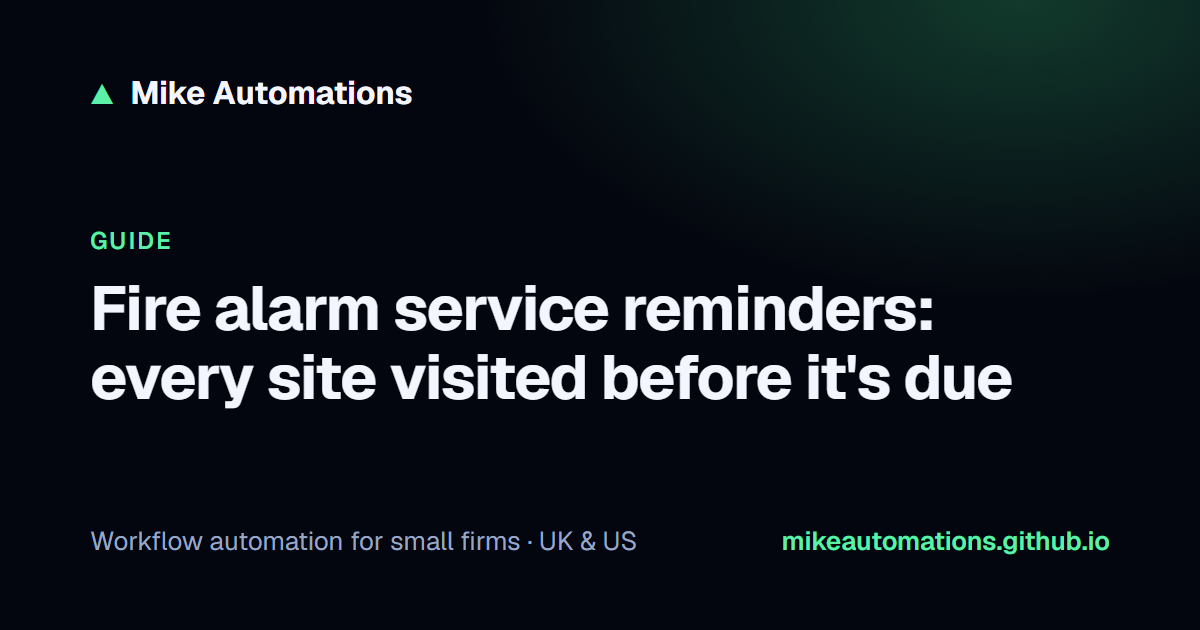 Mike Automations
GUIDE
Fire alarm service reminders:
every site visited before it's due
Workflow automation for small firms · UK & US
mikeautomations.github.io